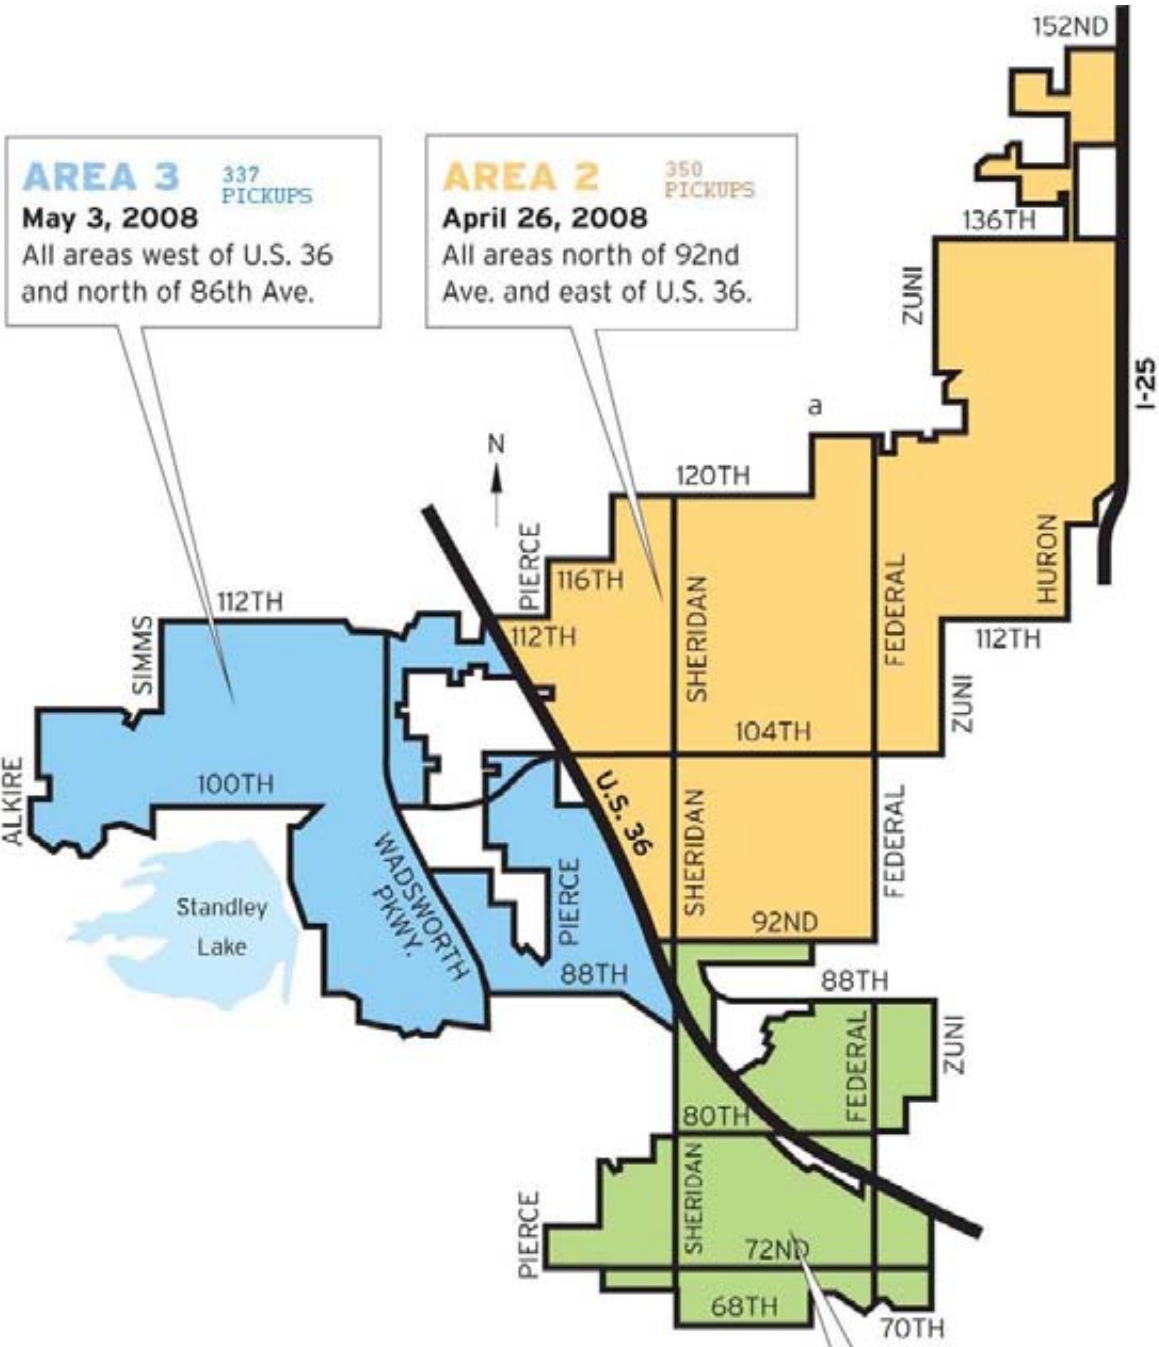 152ND
AREA 3
337
PICKUPS
May 3, 2008
All areas west of U.S. 36
and north of 86th Ave.
AREA 2
350
PICKUPS
April 26, 2008
All areas north of 92nd
Ave. and east of U.S. 36.
136TH
ZUNI
I-25
a
N
120TH
PIERCE
116TH
HURON
112TH
SIMMS
112TH
SHERIDAN
FEDERAL
112TH
ZUNI
104TH
ALKIRE
100TH
U.S. 36
SHERIDAN
FEDERAL
WADSWORTH
PKWY.
PIERCE
Standley
Lake
92ND
88TH
88TH
FEDERAL
ZUNI
80TH
SHERIDAN
PIERCE
72ND
68TH
70TH